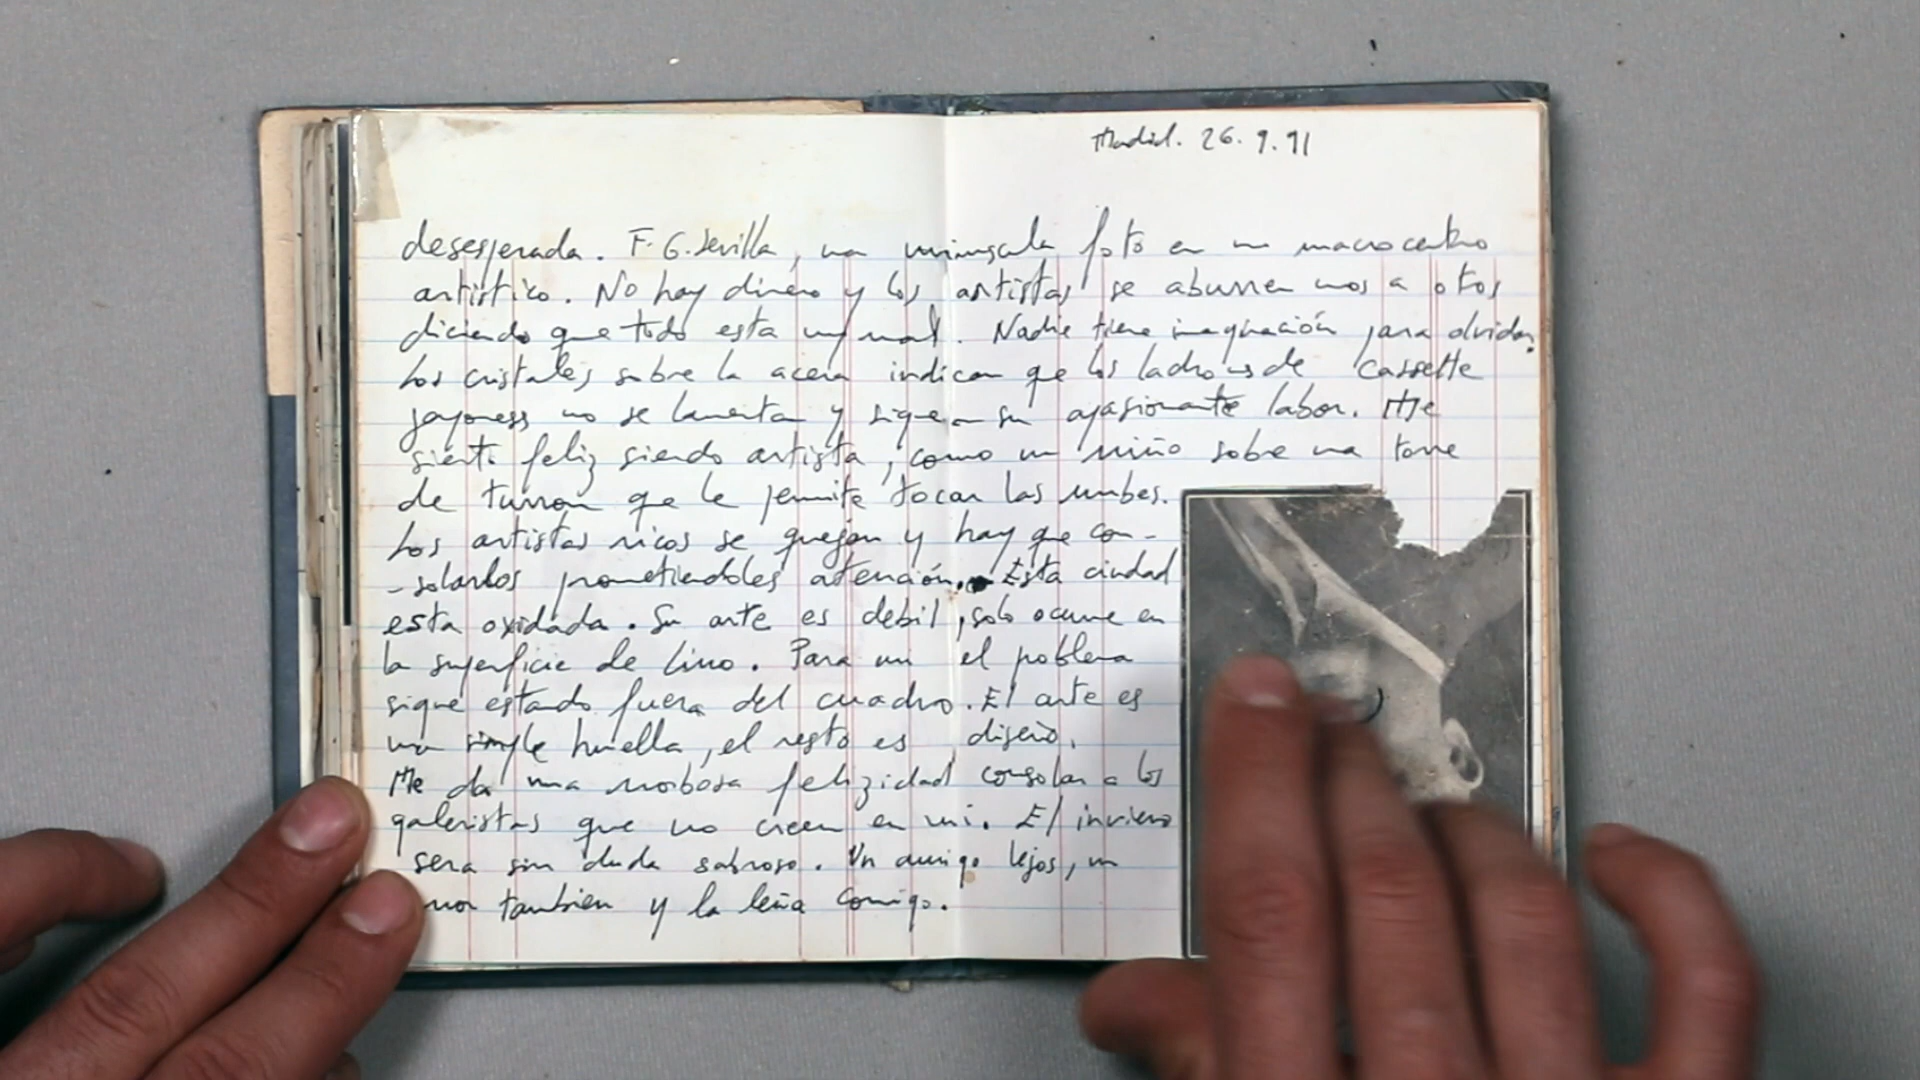 Madrid. 26.9.91
desesperada. F. G. Sevilla, una minuscula foto en un macrocentro
artistico. No hay dinero y los artistas se aburren unos a otros
diciendo que todo esta muy mal. Nadie tiene imaginación para olvidar.
Los cristales sobre la acera indican que los ladrones de cassette
japoness no se lamentan y siguen su apasionante labor. Me
siento feliz siendo artista, como un niño sobre una torre
de turron que le permite tocar las nubes.
Los artistas ricos se quejan y hay que con-
-solarlos prometiendoles atención. Esta ciudad
esta oxidada. Su arte es debil, solo ocurre en
la superficie de lino. Para mi el poblema
sigue estando fuera del cuadro. El arte es
una simple huella, el resto es diseño.
Me da una morbosa felizidad consolar a los
galeristas que no creen en mi. El invierno
sera sin duda sabroso. Un amigo lejos, un
amor tambien y la leña comigo.